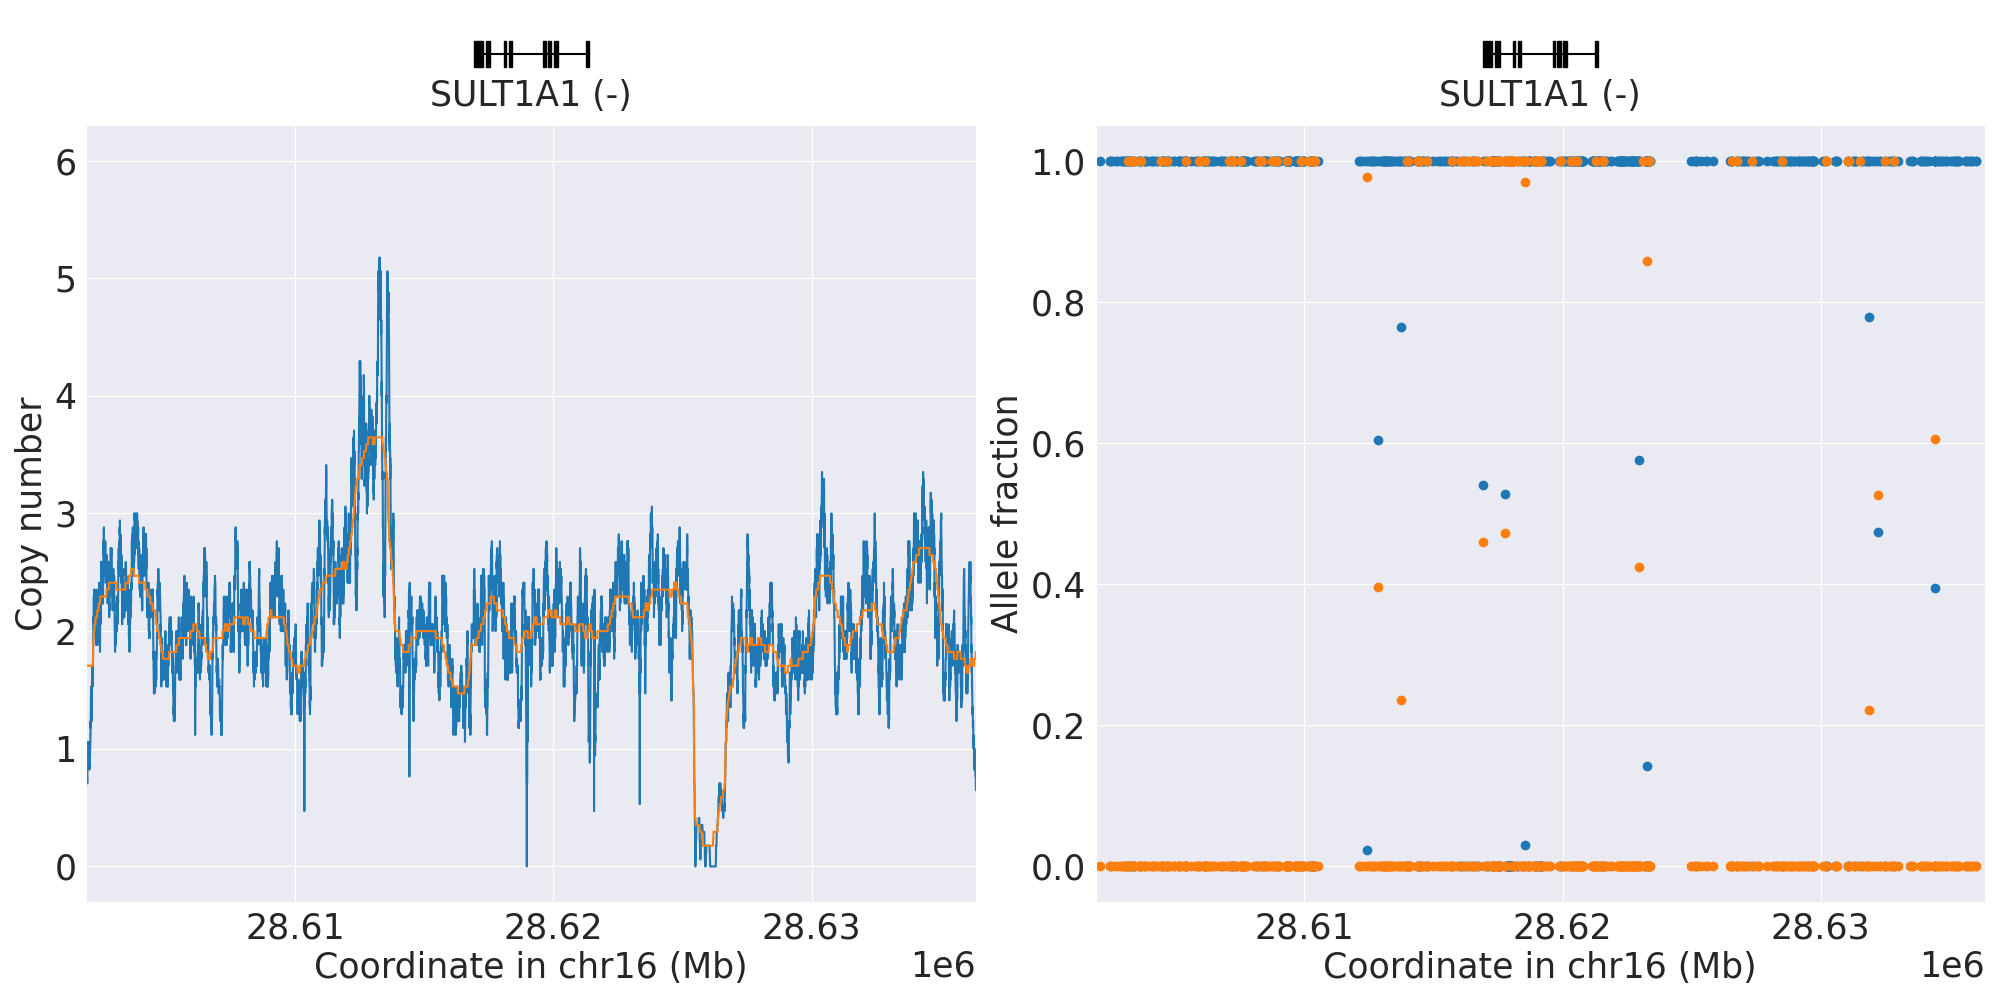 SULT1A1 (-)
SULT1A1 (-)
Copy number
6
5
4
3
2
1
0
28.61
28.62
28.63
Coordinate in chr16 (Mb)
1e6
Allele fraction
1.0
0.8
0.6
0.4
0.2
0.0
28.61
28.62
28.63
Coordinate in chr16 (Mb)
1e6